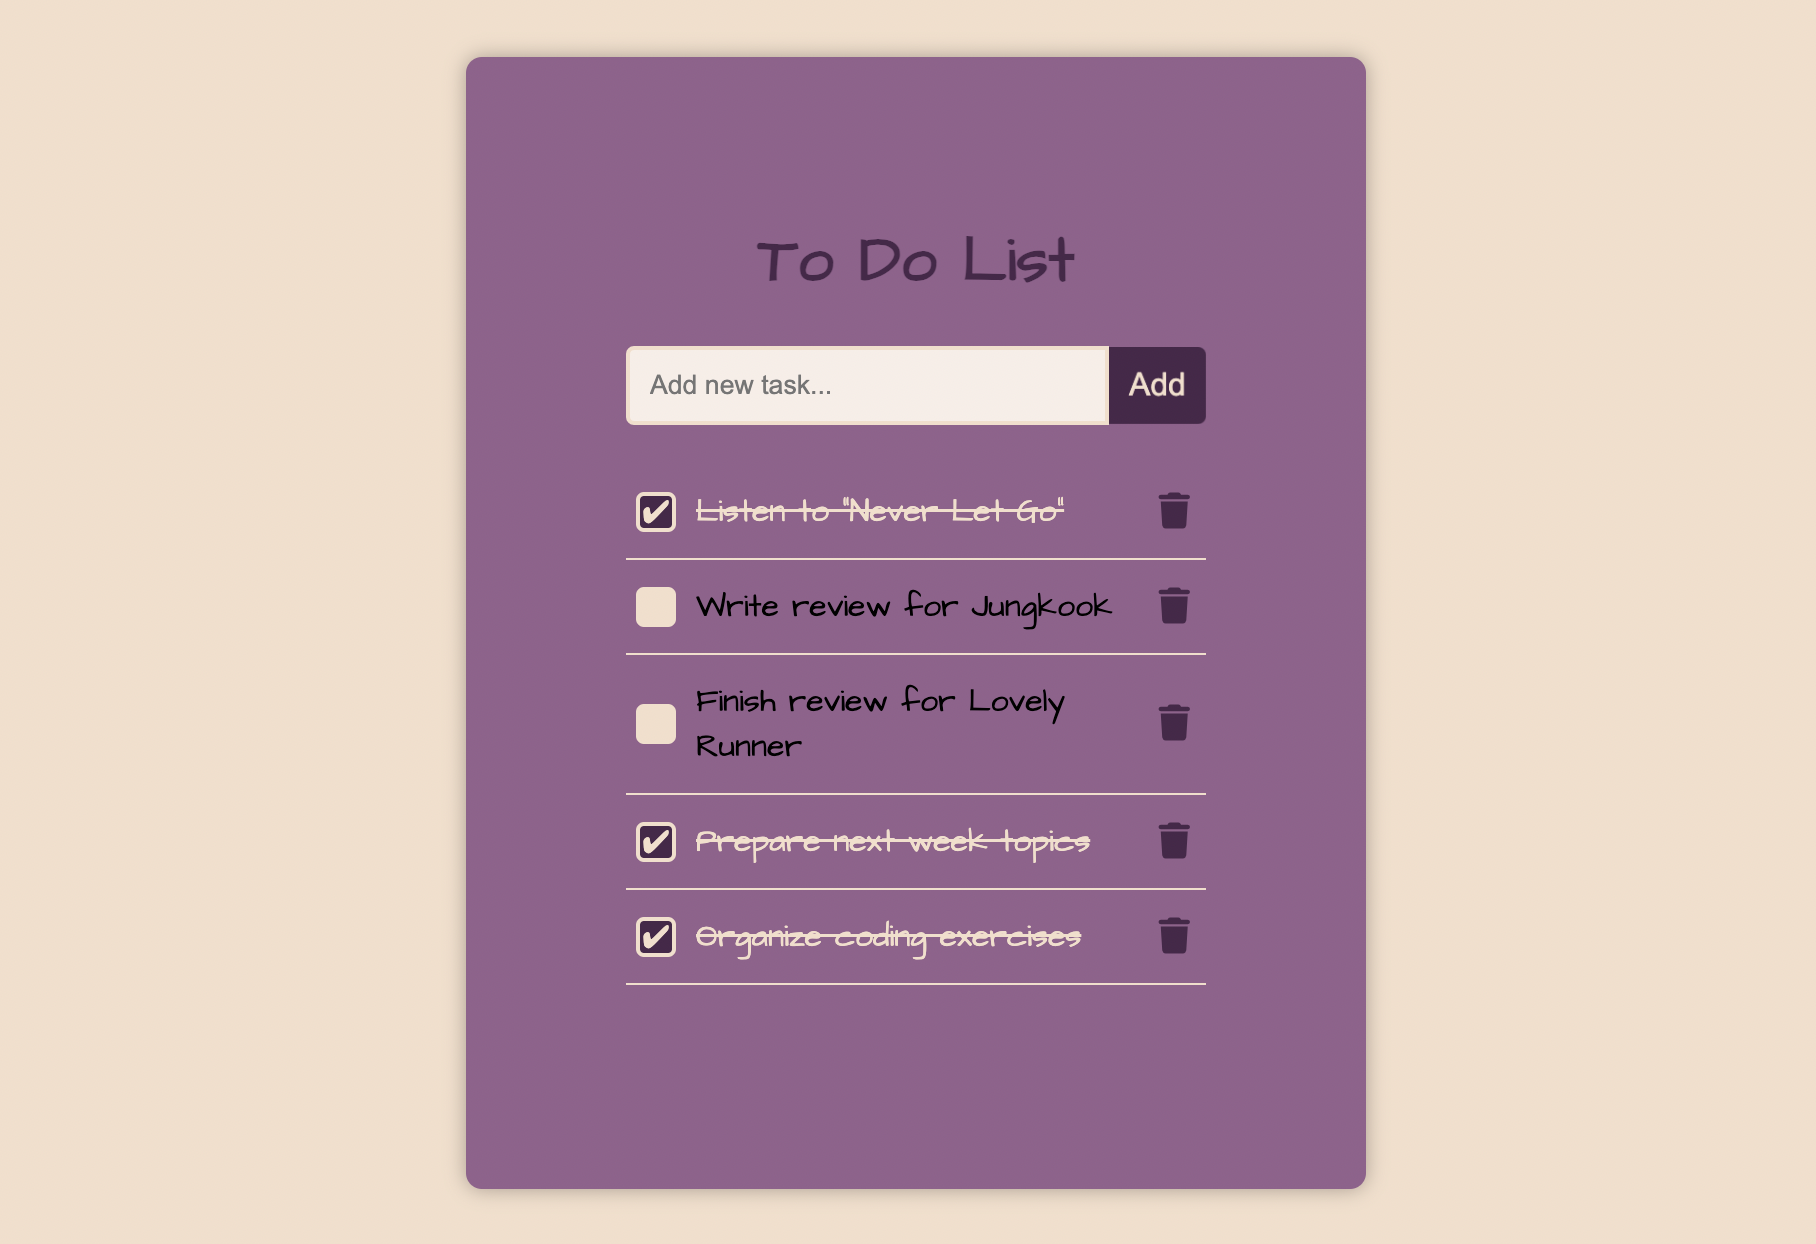 To Do List
Add new task...
Add
Listen to "Never Let Go"
Write review for Jungkook
Finish review for Lovely
Runner
Prepare next week topics
Organize coding exercises